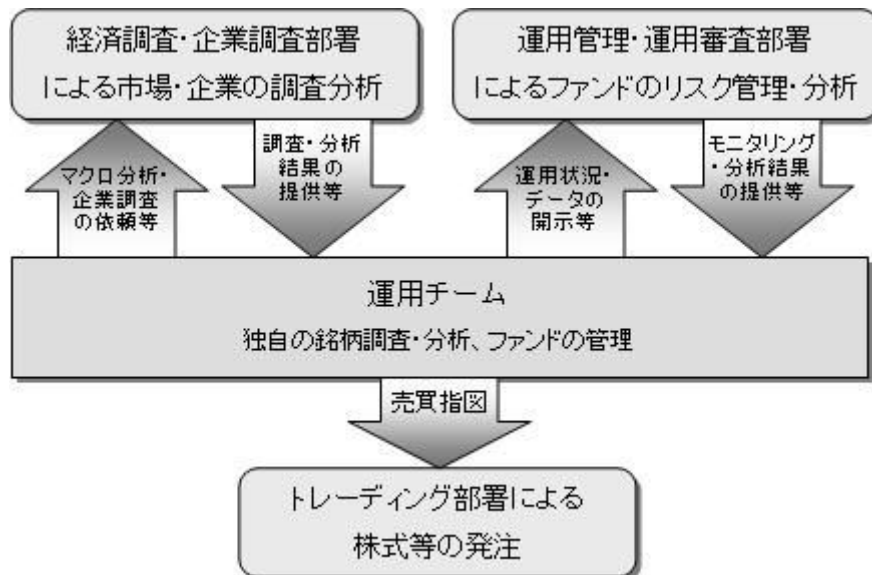 経済調査・企業調査部署
による市場・企業の調査分析
運用管理・運用審査部署
によるファンドのリスク管理・分析
マクロ分析・
企業調査
の依頼等
調査・分析
結果の
提供等
運用状況・
データの
開示等
モニタリング
・分析結果
の提供等
運用チーム
独自の銘柄調査・分析、ファンドの管理
売買指図
トレーディング部署による
株式等の発注